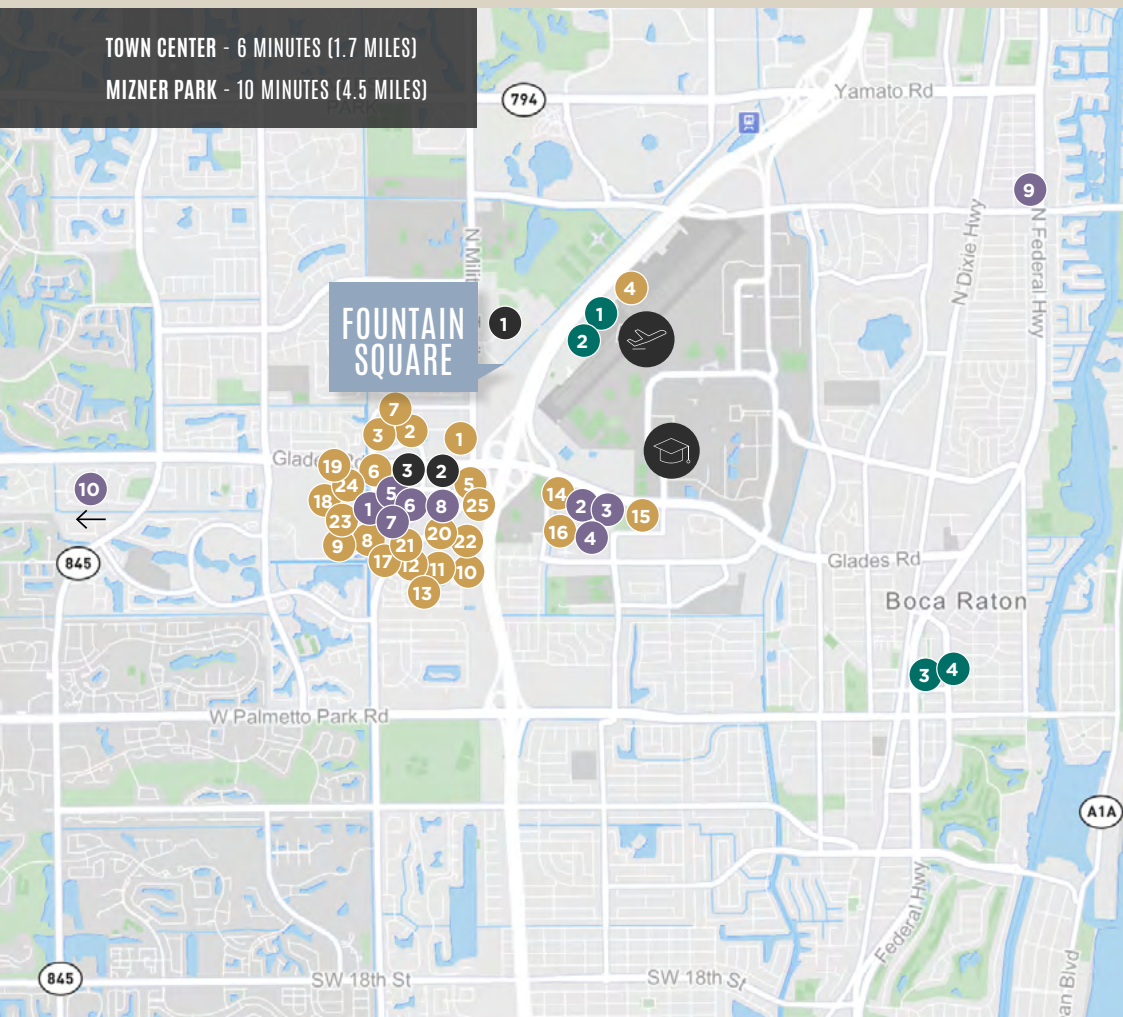 TOWN CENTER - 6 MINUTES (1.7 MILES)
MIZNER PARK - 10 MINUTES (4.5 MILES)
PARK
794
Yamato Rd
9
N Federal Hwy
N Dixie Hwy
N Milit
4
1
2
FOUNTAIN
SQUARE
1
7
3
2
1
Glades Rd
19
6
3
2
24
5
5
10
18
1
6
8
25
23
7
14
2
3
15
9
8
21
20
22
16
4
17
12
11
10
13
845
Glades Rd
Boca Raton
3
4
W Palmetto Park Rd
A1A
Federal Hwy
845
SW 18th St
SW 18th St
an Blvd